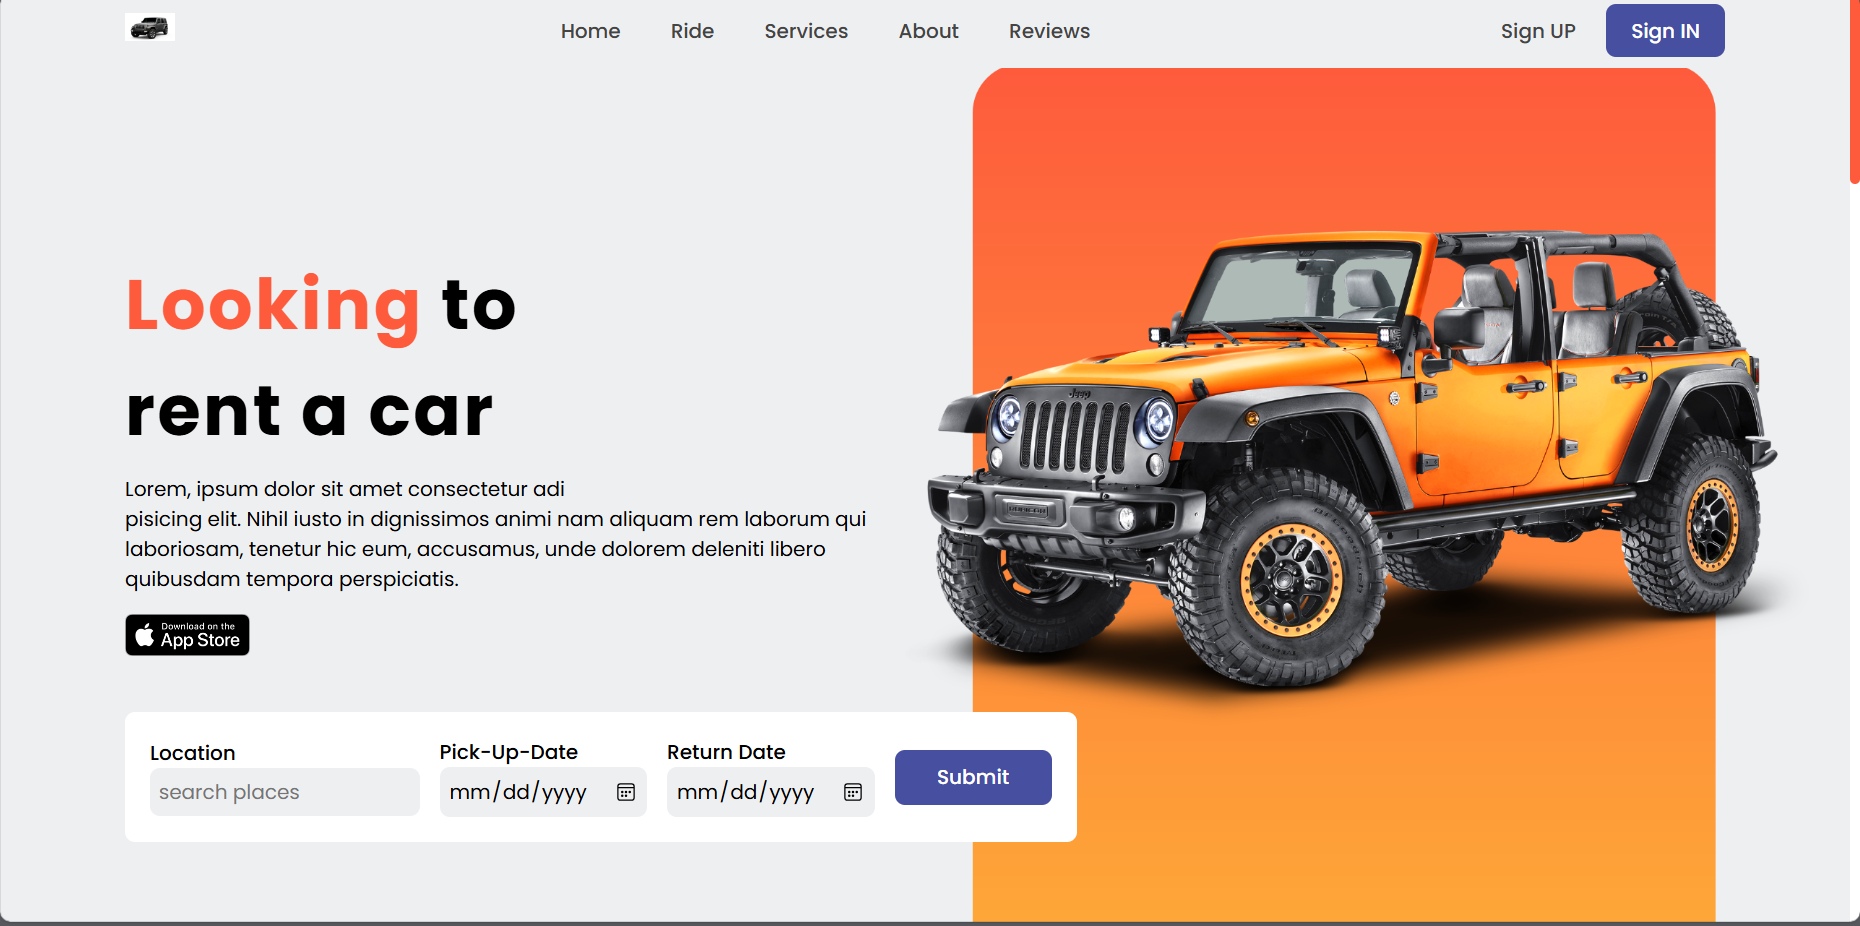 Home Ride Services About Reviews Sign UP Sign IN
Looking to
rent a car
Lorem, ipsum dolor sit amet consectetur adi
pisicing elit. Nihil iusto in dignissimos animi nam aliquam rem laborum qui
laboriosam, tenetur hic eum, accusamus, unde dolorem deleniti libero
quibusdam tempora perspiciatis.
Download on the
App Store
Jeep
Location Pick-Up-Date Return Date
search places mm/dd/yyyy mm/dd/yyyy Submit